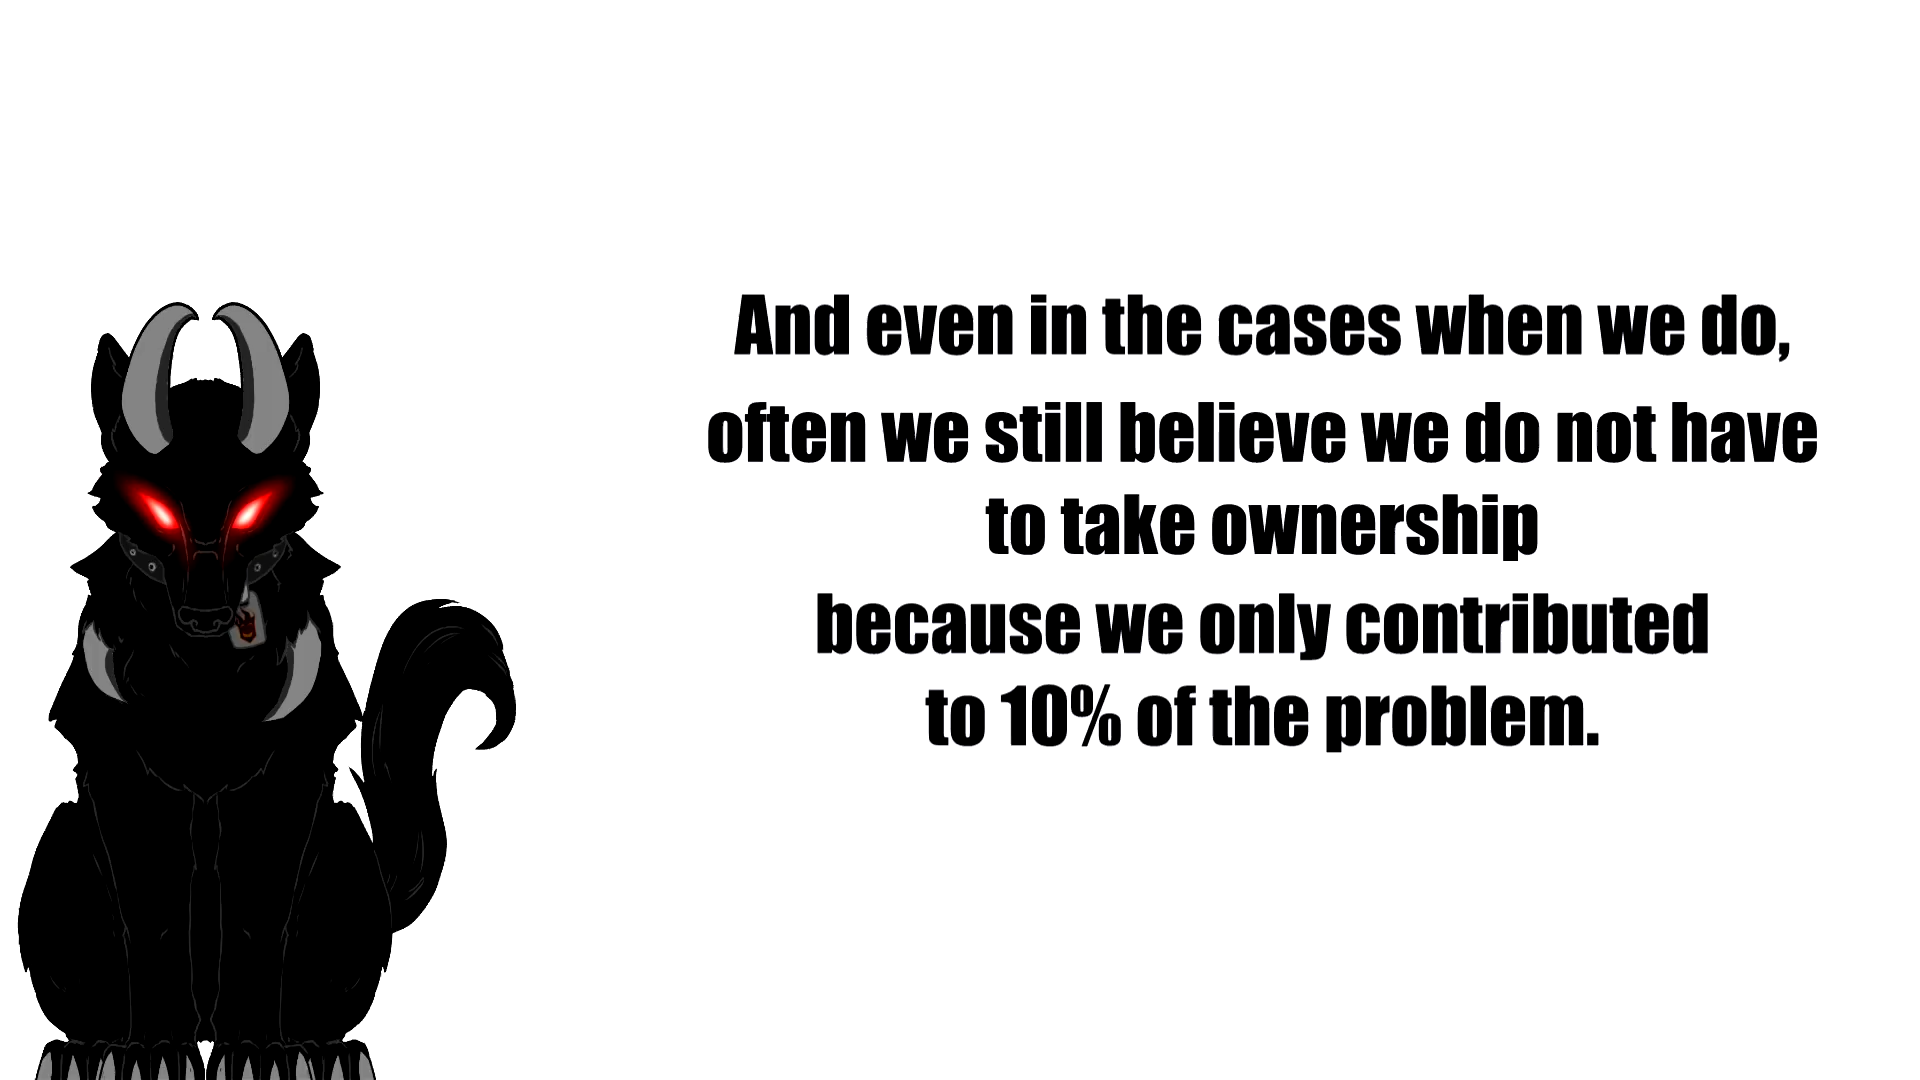 And even in the cases when we do,
often we still believe we do not have
to take ownership
because we only contributed
to 10% of the problem.